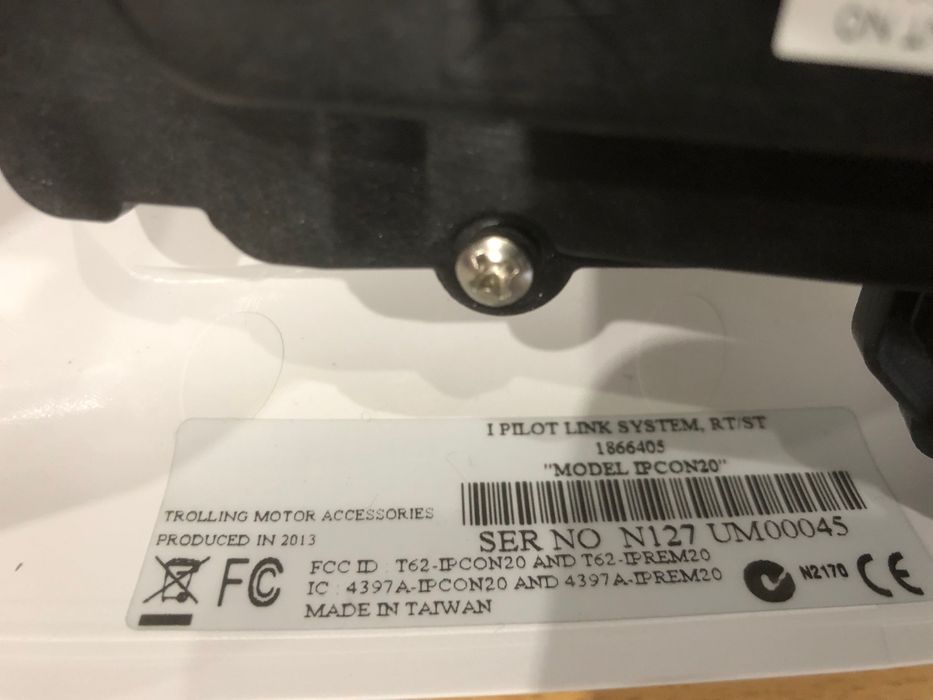 I PILOT LINK SYSTEM, RT/ST
1866405
"MODEL IPCON20"
TROLLING MOTOR ACCESSORIES
PRODUCED IN 2013
SER NO N127 UM00045
FCC ID : T62-IPCON20 AND T62-IPREM20
IC : 4397A-IPCON20 AND 4397A-IPREM20
MADE IN TAIWAN
FC
N2170
CE